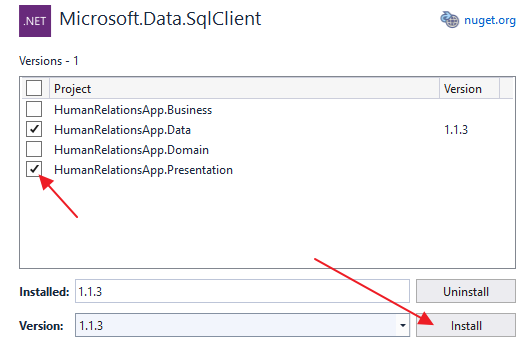 .NET Microsoft.Data.SqlClient nuget.org
Versions - 1
Project Version
HumanRelationsApp.Business
HumanRelationsApp.Data 1.1.3
HumanRelationsApp.Domain
HumanRelationsApp.Presentation
Installed: 1.1.3 Uninstall
Version: 1.1.3 Install